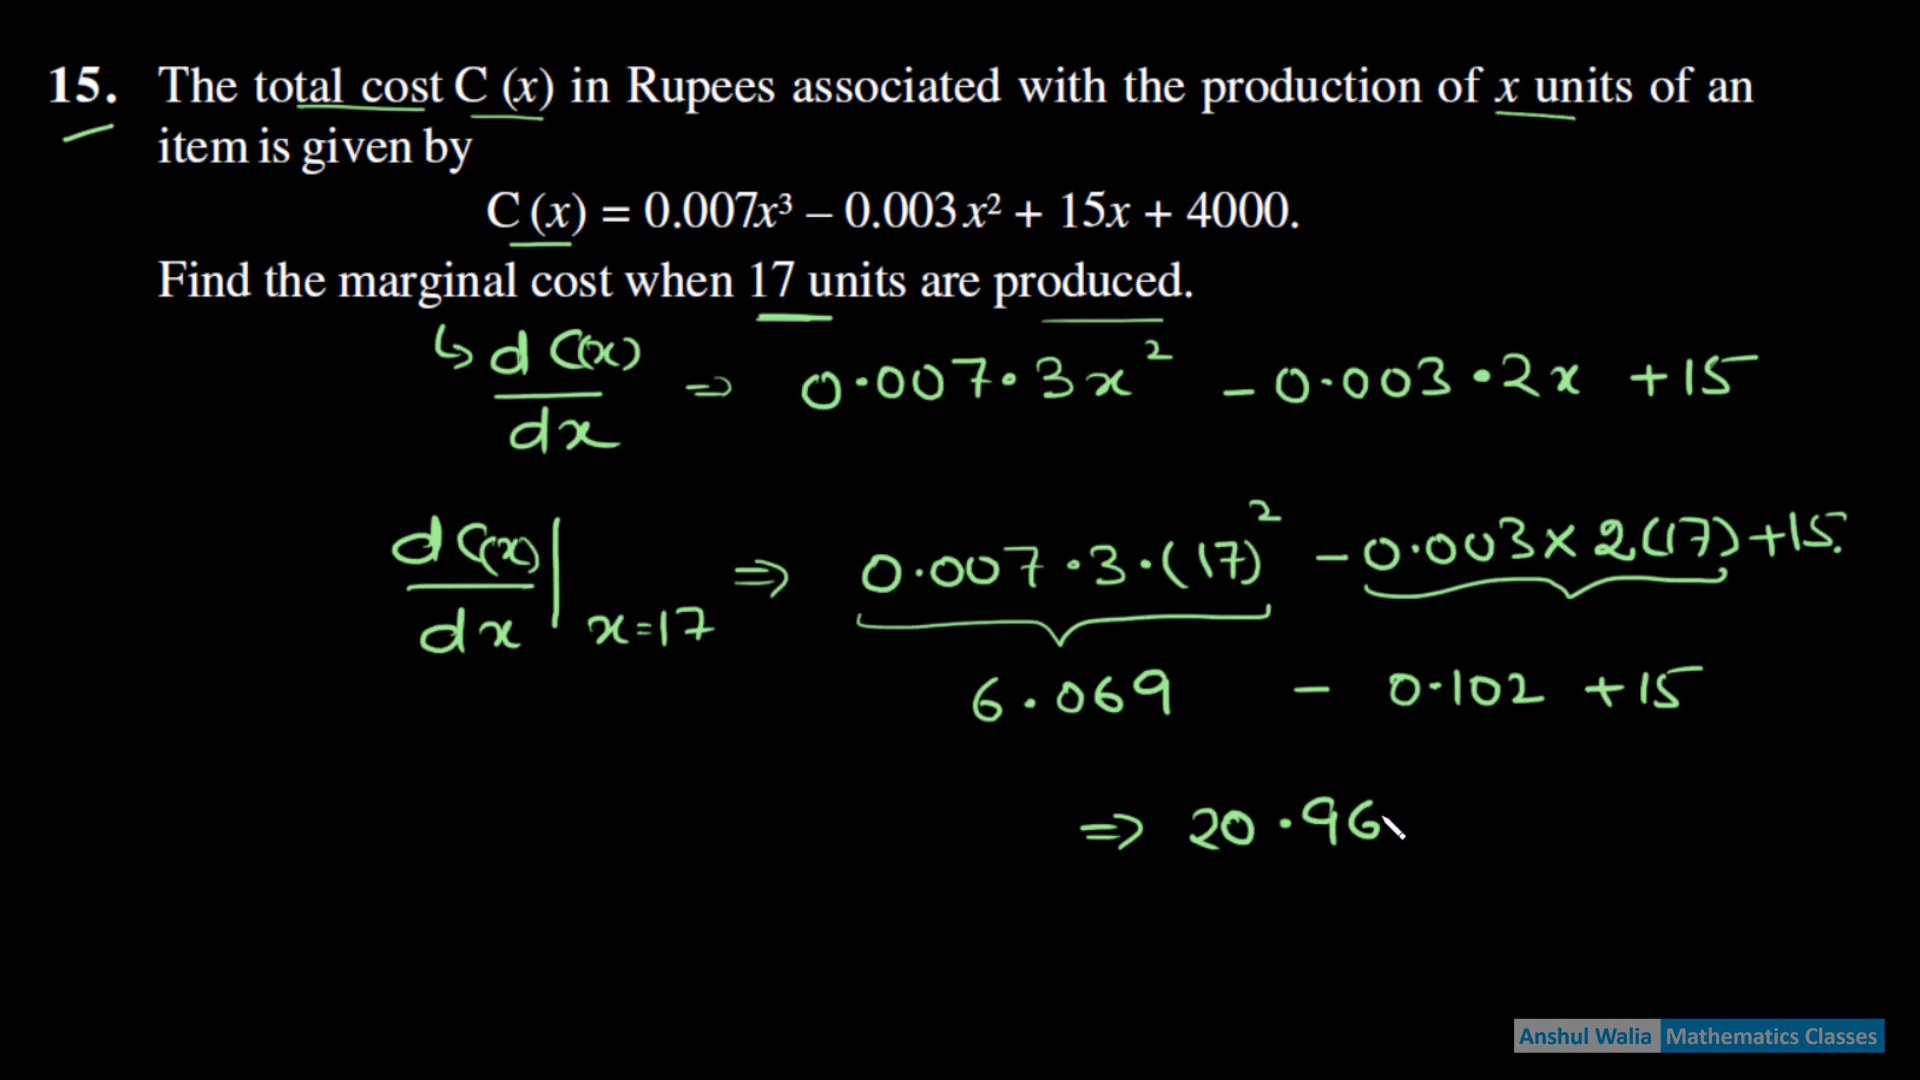 15. The total cost C (x) in Rupees associated with the production of x units of an
item is given by
C (x) = 0.007x³ – 0.003x² + 15x + 4000.
Find the marginal cost when 17 units are produced.
↳ d C(x) / dx ⇒ 0.007·3x² - 0.003·2x + 15
d C(x) / dx | x=17 ⇒ 0.007·3·(17)² - 0.003×2(17)+15.
6.069 - 0.102 + 15
⇒ 20.96
Anshul Walia Mathematics Classes